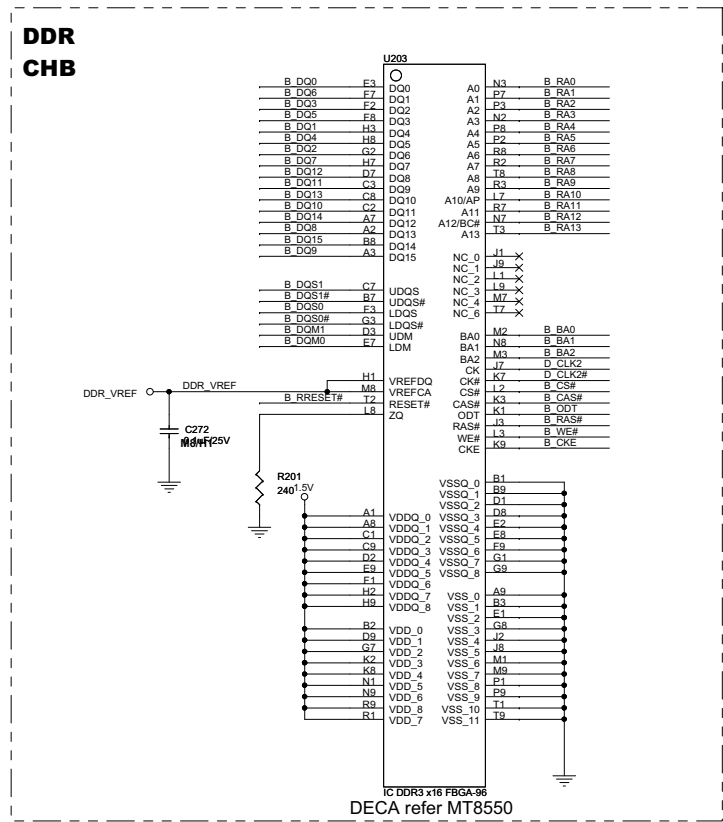 DDR
CHB
U203
B_DQ0 E3 DQ0 A0 N3 B_RA0
B_DQ6 F7 DQ1 A1 P7 B_RA1
B_DQ3 F2 DQ2 A2 P3 B_RA2
B_DQ5 F8 DQ3 A3 N2 B_RA3
B_DQ1 H3 DQ4 A4 P8 B_RA4
B_DQ4 H8 DQ5 A5 P2 B_RA5
B_DQ2 G2 DQ6 A6 R8 B_RA6
B_DQ7 H7 DQ7 A7 R2 B_RA7
B_DQ12 D7 DQ8 A8 T8 B_RA8
B_DQ11 C3 DQ9 A9 R3 B_RA9
B_DQ13 C8 DQ10 A10/AP L7 B_RA10
B_DQ10 C2 DQ11 A11 R7 B_RA11
B_DQ14 A7 DQ12 A12/BC# N7 B_RA12
B_DQ8 A2 DQ13 A13 T3 B_RA13
B_DQ15 B8 DQ14
B_DQ9 A3 DQ15
NC_0 J1
NC_1 J9
NC_2 L1
NC_3 L9
NC_4 M7
NC_6 T7
B_DQS1 C7 UDQS
B_DQS1# B7 UDQS#
B_DQS0 F3 LDQS
B_DQS0# G3 LDQS#
B_DQM1 D3 UDM
B_DQM0 E7 LDM
BA0 M2 B_BA0
BA1 N8 B_BA1
BA2 M3 B_BA2
CK J7 D_CLK2
CK# K7 D_CLK2#
CS# L2 B_CS#
CAS# K3 B_CAS#
ODT K1 B_ODT
RAS# J3 B_RAS#
WE# L3 B_WE#
CKE K9 B_CKE
H1 VREFDQ
DDR_VREF DDR_VREF M8 VREFCA
B_RRESET# T2 RESET#
L8 ZQ
C272
0.1uF/25V
M8/H1
R201
240
1.5V
VSSQ_0 B1
VSSQ_1 B9
VSSQ_2 D1
A1 VDDQ_0 VSSQ_3 D8
A8 VDDQ_1 VSSQ_4 E2
C1 VDDQ_2 VSSQ_5 E8
C9 VDDQ_3 VSSQ_6 F9
D2 VDDQ_4 VSSQ_7 G1
E9 VDDQ_5 VSSQ_8 G9
F1 VDDQ_6
H2 VDDQ_7 VSS_0 A9
H9 VDDQ_8 VSS_1 B3
VSS_2 E1
B2 VDD_0 VSS_3 G8
D9 VDD_1 VSS_4 J2
G7 VDD_2 VSS_5 J8
K2 VDD_3 VSS_6 M1
K8 VDD_4 VSS_7 M9
N1 VDD_5 VSS_8 P1
N9 VDD_6 VSS_9 P9
R9 VDD_8 VSS_10 T1
R1 VDD_7 VSS_11 T9
IC DDR3 x16 FBGA-96
DECA refer MT8550